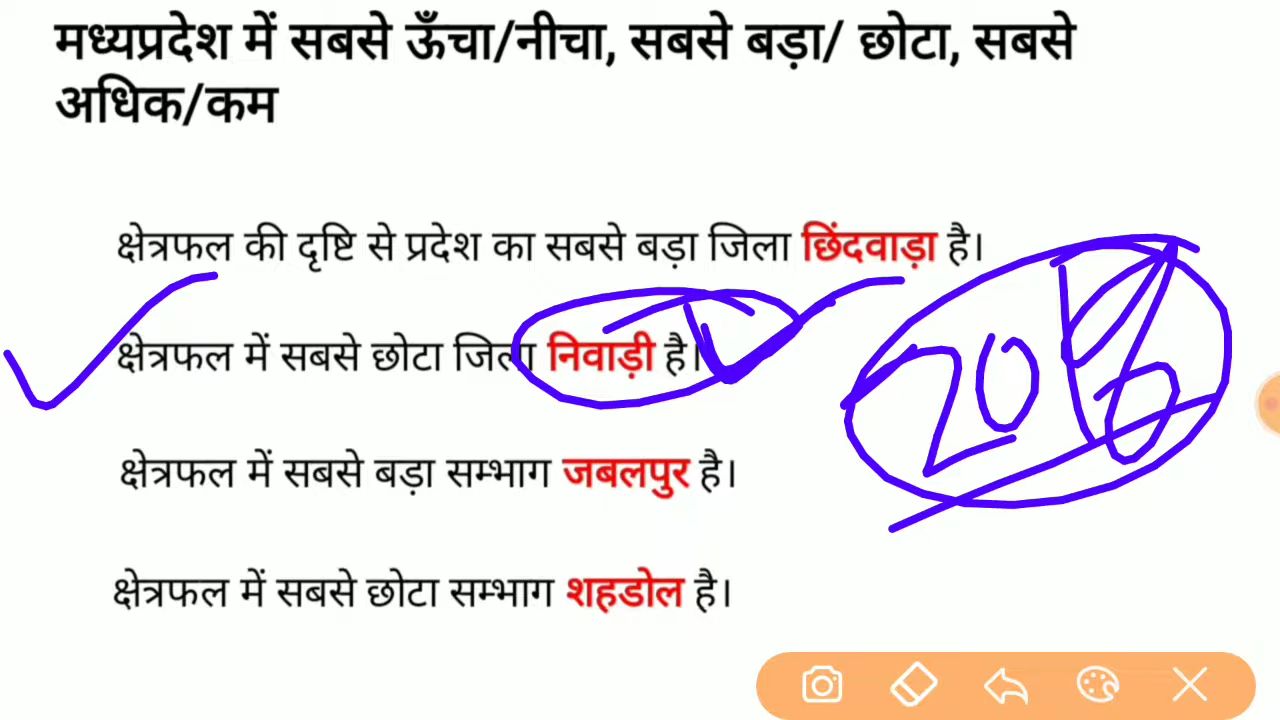 मध्यप्रदेश में सबसे ऊँचा/नीचा, सबसे बड़ा/ छोटा, सबसे
अधिक/कम
क्षेत्रफल की दृष्टि से प्रदेश का सबसे बड़ा जिला छिंदवाड़ा है।
क्षेत्रफल में सबसे छोटा जिला निवाड़ी है।
क्षेत्रफल में सबसे बड़ा सम्भाग जबलपुर है।
क्षेत्रफल में सबसे छोटा सम्भाग शहडोल है।